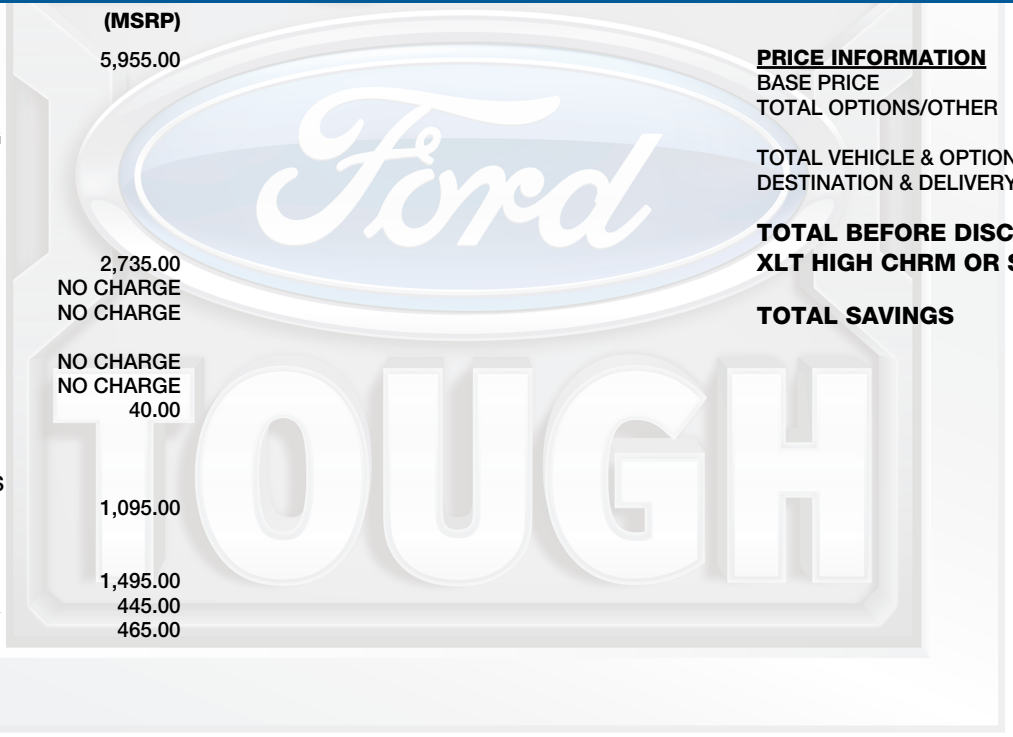 (MSRP)
5,955.00
2,735.00
NO CHARGE
NO CHARGE
NO CHARGE
NO CHARGE
40.00
S
1,095.00
1,495.00
445.00
465.00
PRICE INFORMATION
BASE PRICE
TOTAL OPTIONS/OTHER
TOTAL VEHICLE & OPTION
DESTINATION & DELIVERY
TOTAL BEFORE DISC
XLT HIGH CHRM OR S
TOTAL SAVINGS
Ford
TOUGH